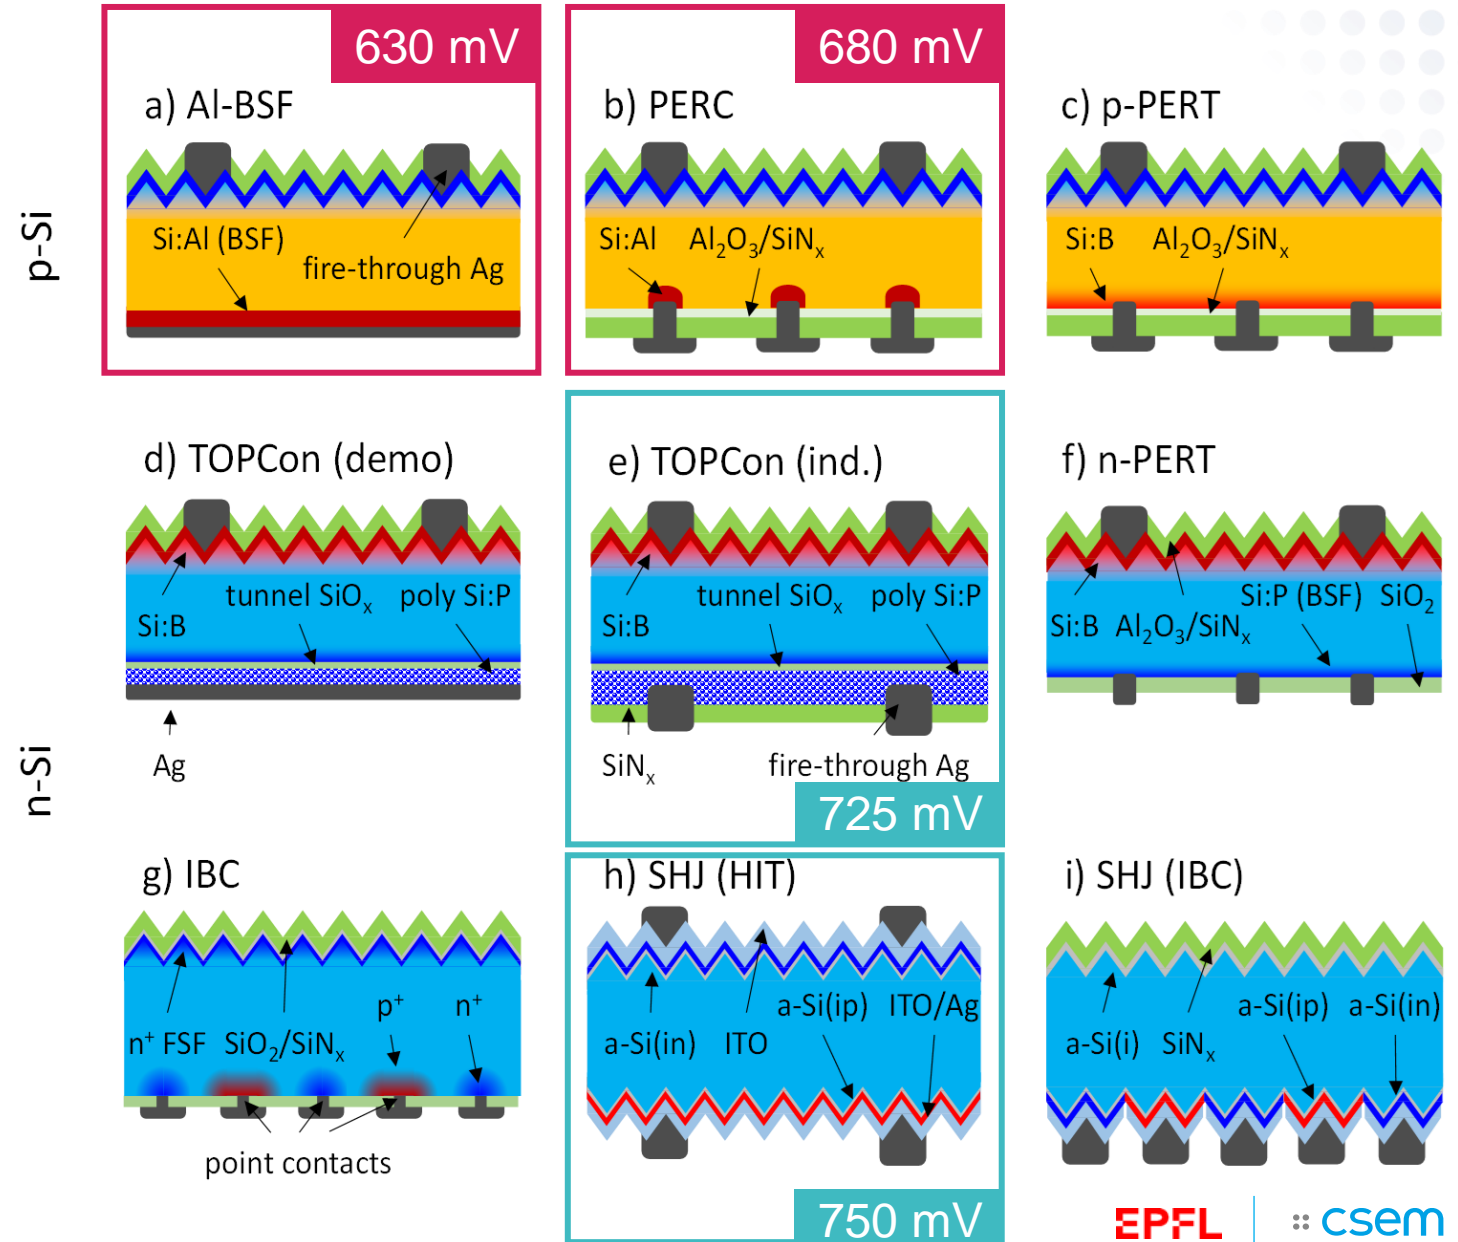 630 mV
680 mV
a) Al-BSF
b) PERC
c) p-PERT
p-Si
Si:Al (BSF)
fire-through Ag
Si:Al
Al₂O₃/SiNₓ
Si:B
Al₂O₃/SiNₓ
n-Si
d) TOPCon (demo)
e) TOPCon (ind.)
f) n-PERT
tunnel SiOₓ
poly Si:P
Si:B
Ag
tunnel SiOₓ
poly Si:P
Si:B
SiNₓ
fire-through Ag
725 mV
Si:P (BSF)
SiO₂
Si:B
Al₂O₃/SiNₓ
g) IBC
h) SHJ (HIT)
i) SHJ (IBC)
p⁺
n⁺
n⁺ FSF
SiO₂/SiNₓ
point contacts
a-Si(ip)
ITO/Ag
a-Si(in)
ITO
750 mV
a-Si(ip)
a-Si(in)
a-Si(i)
SiNₓ
EPFL
csem